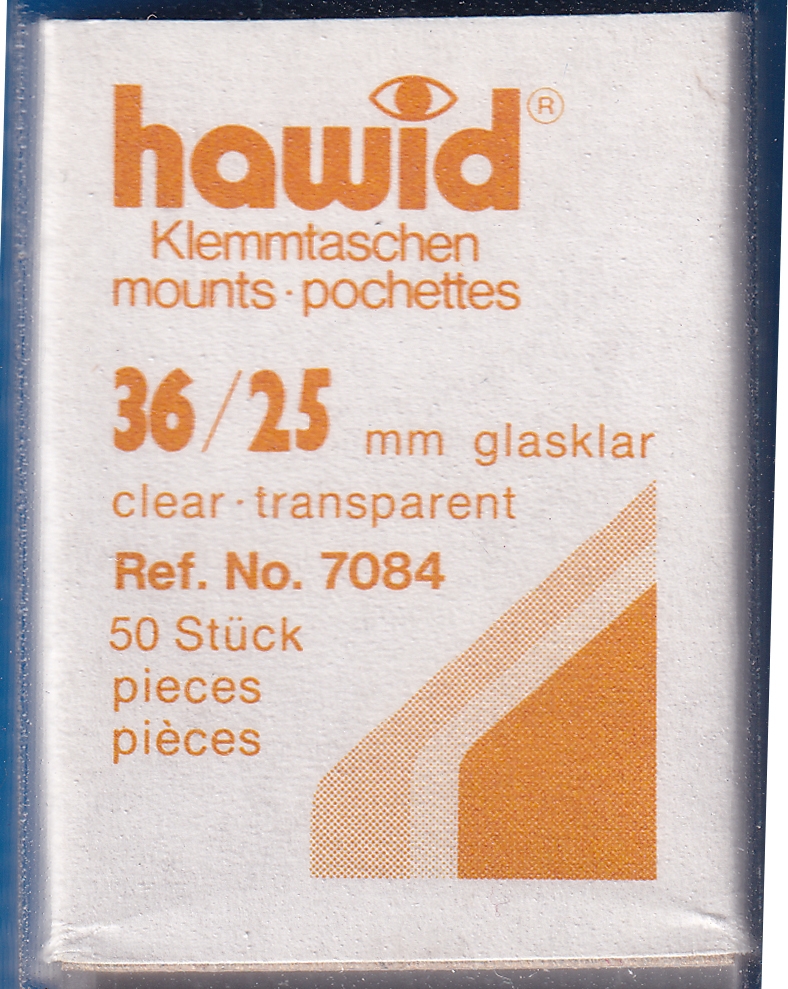 hawid®
Klemmtaschen
mounts · pochettes
36/25 mm glasklar
clear · transparent
Ref. No. 7084
50 Stück
pieces
pièces